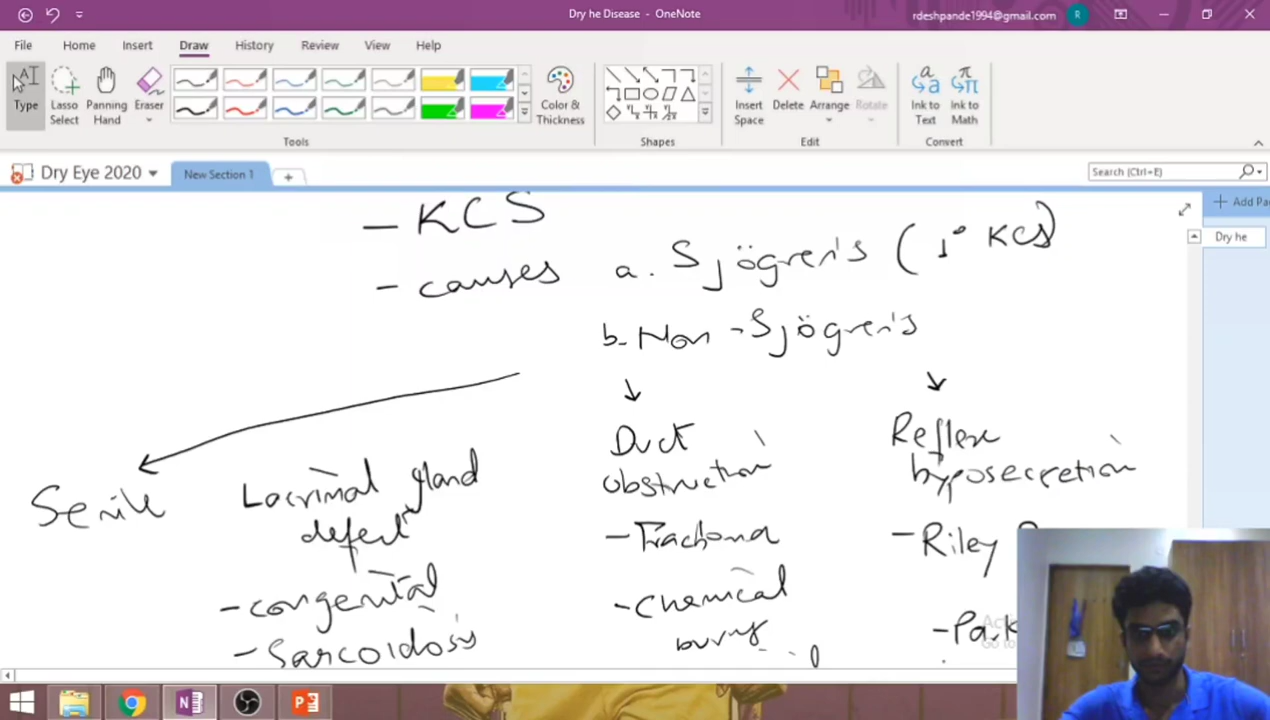 Dry he Disease - OneNote
rdeshpande1994@gmail.com
R
File Home Insert Draw History Review View Help
Type
Lasso Select
Panning Hand
Eraser
Color & Thickness
Insert Space
Delete
Arrange
Rotate
Ink to Text
Ink to Math
Tools
Shapes
Edit
Convert
Dry Eye 2020
New Section 1
Search (Ctrl+E)
Add Pa
Dry he
- KCS
- causes a. Sjögren's (1° KCS)
b. Non-Sjögren's
Senile
Lacrimal gland
defect
- congenital
- Sarcoidosis
Duct
obstruction
- Trachoma
- Chemical
burns
Reflex
hyposecretion
- Riley
- Park